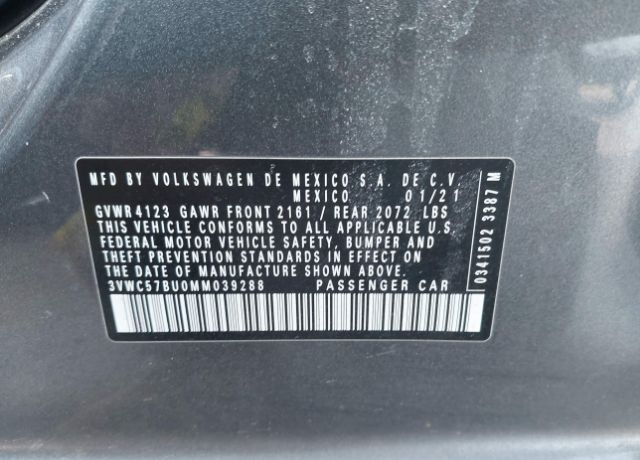 MFD BY VOLKSWAGEN DE MEXICO S.A. DE C.V.
MEXICO 01/21
GVWR 4123 GAWR FRONT 2161 / REAR 2072 LBS
THIS VEHICLE CONFORMS TO ALL APPLICABLE U.S.
FEDERAL MOTOR VEHICLE SAFETY, BUMPER AND
THEFT PREVENTION STANDARDS IN EFFECT ON
THE DATE OF MANUFACTURE SHOWN ABOVE.
3VWC57BU0MM039288 PASSENGER CAR
0341502 3387 M